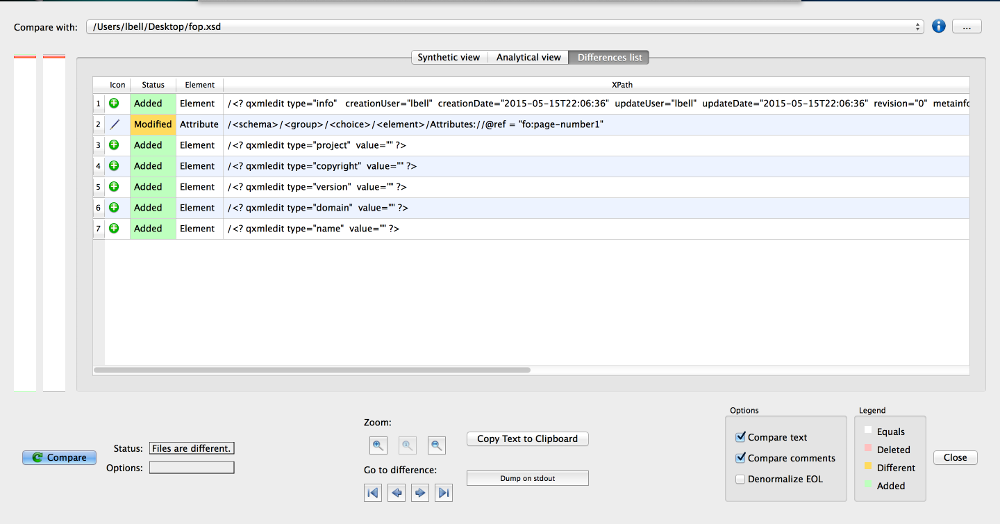 Compare with: /Users/lbell/Desktop/fop.xsd ...
Synthetic view Analytical view Differences list
Icon Status Element XPath
1 Added Element /<? qxmledit type="info" creationUser="lbell" creationDate="2015-05-15T22:06:36" updateUser="lbell" updateDate="2015-05-15T22:06:36" revision="0" metainfo
2 Modified Attribute /<schema>/<group>/<choice>/<element>/Attributes://@ref = "fo:page-number1"
3 Added Element /<? qxmledit type="project" value="" ?>
4 Added Element /<? qxmledit type="copyright" value="" ?>
5 Added Element /<? qxmledit type="version" value="" ?>
6 Added Element /<? qxmledit type="domain" value="" ?>
7 Added Element /<? qxmledit type="name" value="" ?>
Compare
Status: Files are different.
Options:
Zoom:
Copy Text to Clipboard
Go to difference:
Dump on stdout
Options
Compare text
Compare comments
Denormalize EOL
Legend
Equals
Deleted
Different
Added
Close